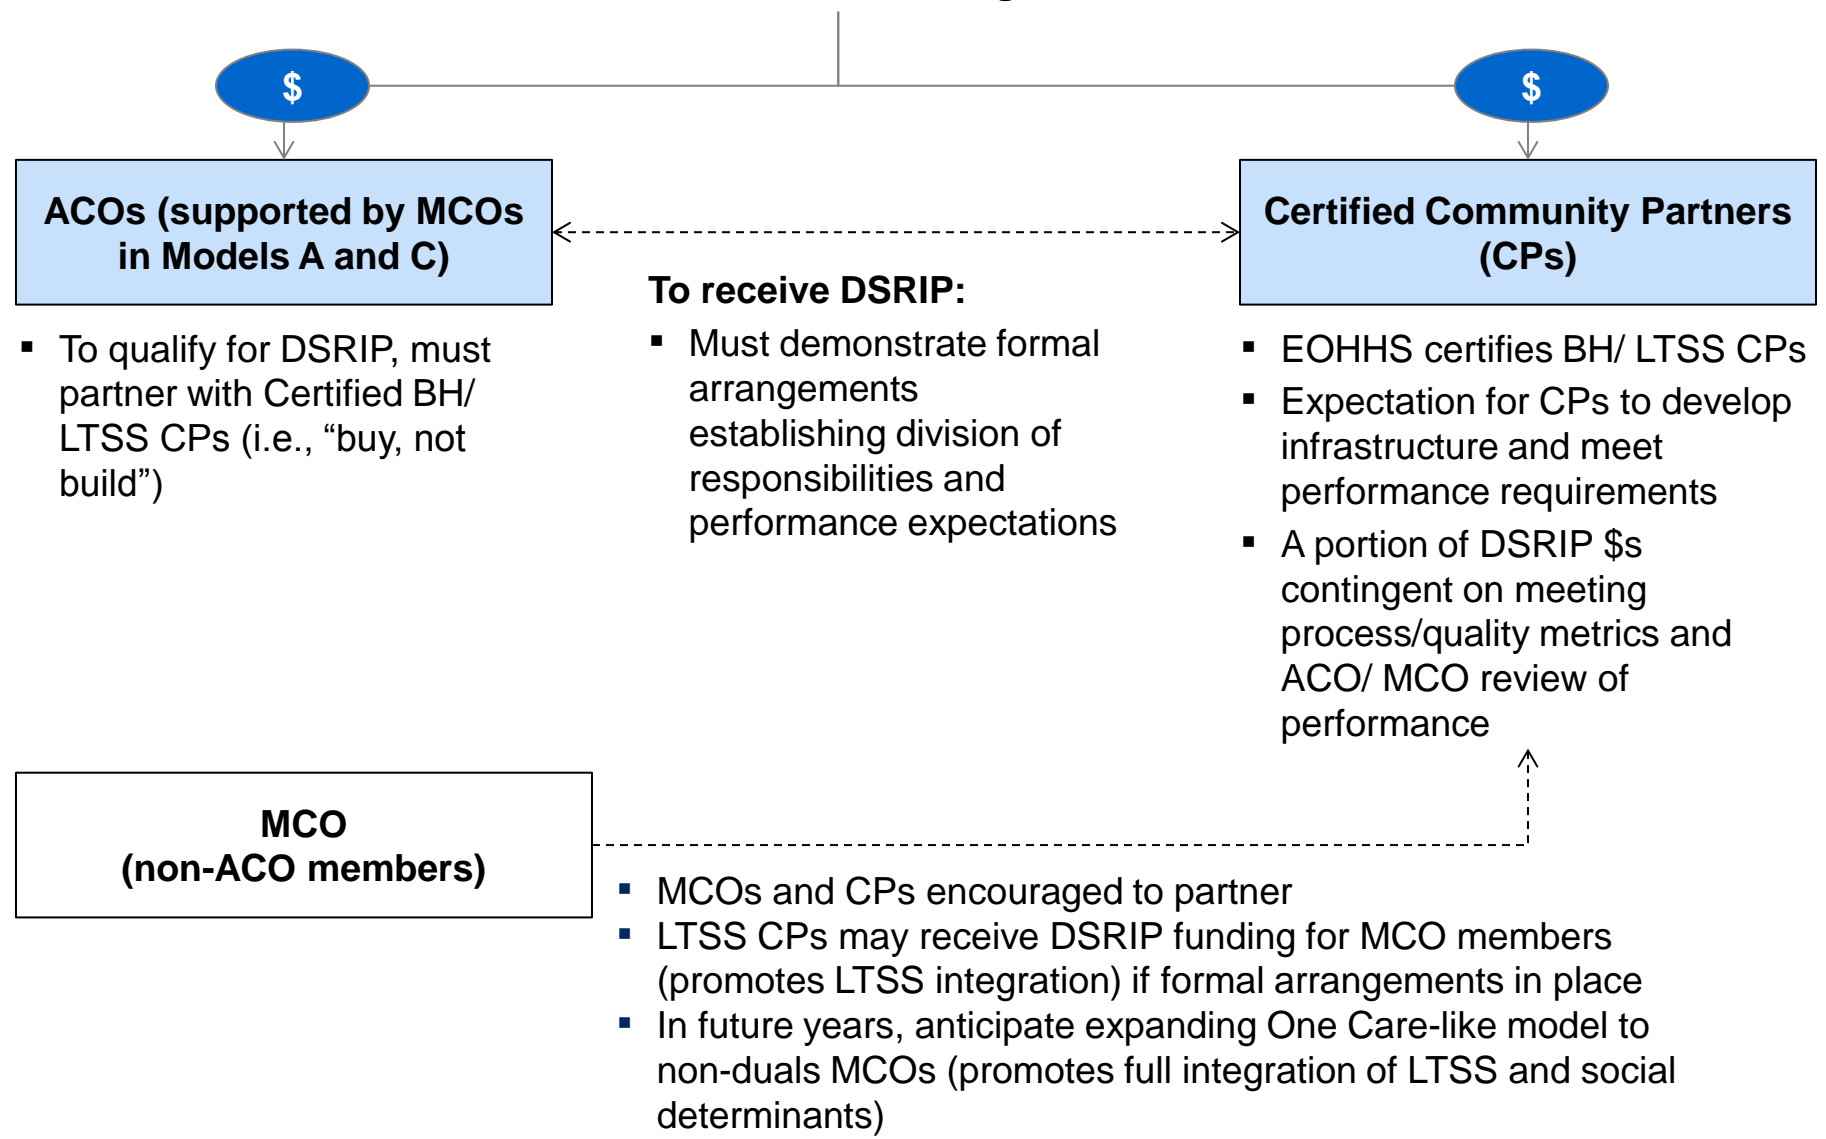 $
$
ACOs (supported by MCOs
in Models A and C)
Certified Community Partners
(CPs)
▪ To qualify for DSRIP, must
partner with Certified BH/
LTSS CPs (i.e., “buy, not
build”)
To receive DSRIP:
▪ Must demonstrate formal
arrangements
establishing division of
responsibilities and
performance expectations
▪ EOHHS certifies BH/ LTSS CPs
▪ Expectation for CPs to develop
infrastructure and meet
performance requirements
▪ A portion of DSRIP $s
contingent on meeting
process/quality metrics and
ACO/ MCO review of
performance
MCO
(non-ACO members)
▪ MCOs and CPs encouraged to partner
▪ LTSS CPs may receive DSRIP funding for MCO members
(promotes LTSS integration) if formal arrangements in place
▪ In future years, anticipate expanding One Care-like model to
non-duals MCOs (promotes full integration of LTSS and social
determinants)